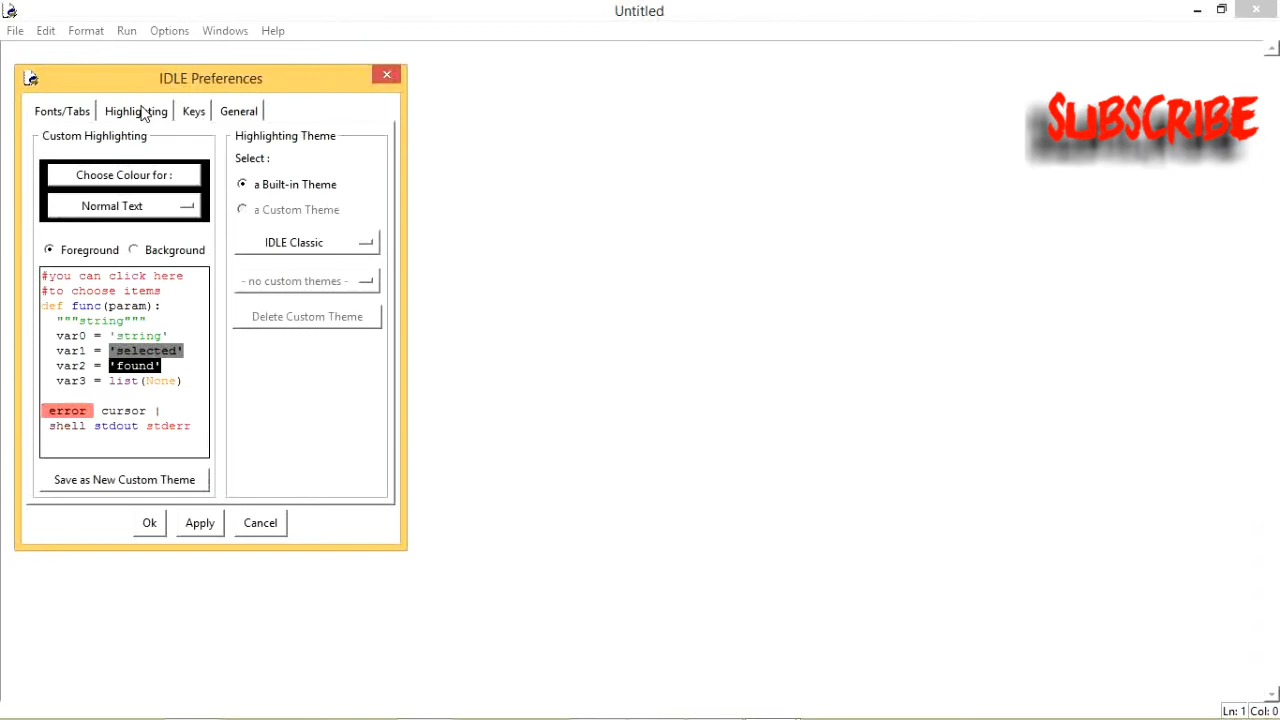 Untitled
File Edit Format Run Options Windows Help
IDLE Preferences
Fonts/Tabs Highlighting Keys General
Custom Highlighting
Choose Colour for :
Normal Text
Foreground Background
#you can click here
#to choose items
def func(param):
"""string"""
var0 = 'string'
var1 = 'selected'
var2 = 'found'
var3 = list(None)
error cursor |
shell stdout stderr
Save as New Custom Theme
Highlighting Theme
Select :
a Built-in Theme
a Custom Theme
IDLE Classic
- no custom themes -
Delete Custom Theme
Ok Apply Cancel
SUBSCRIBE
Ln: 1 Col: 0